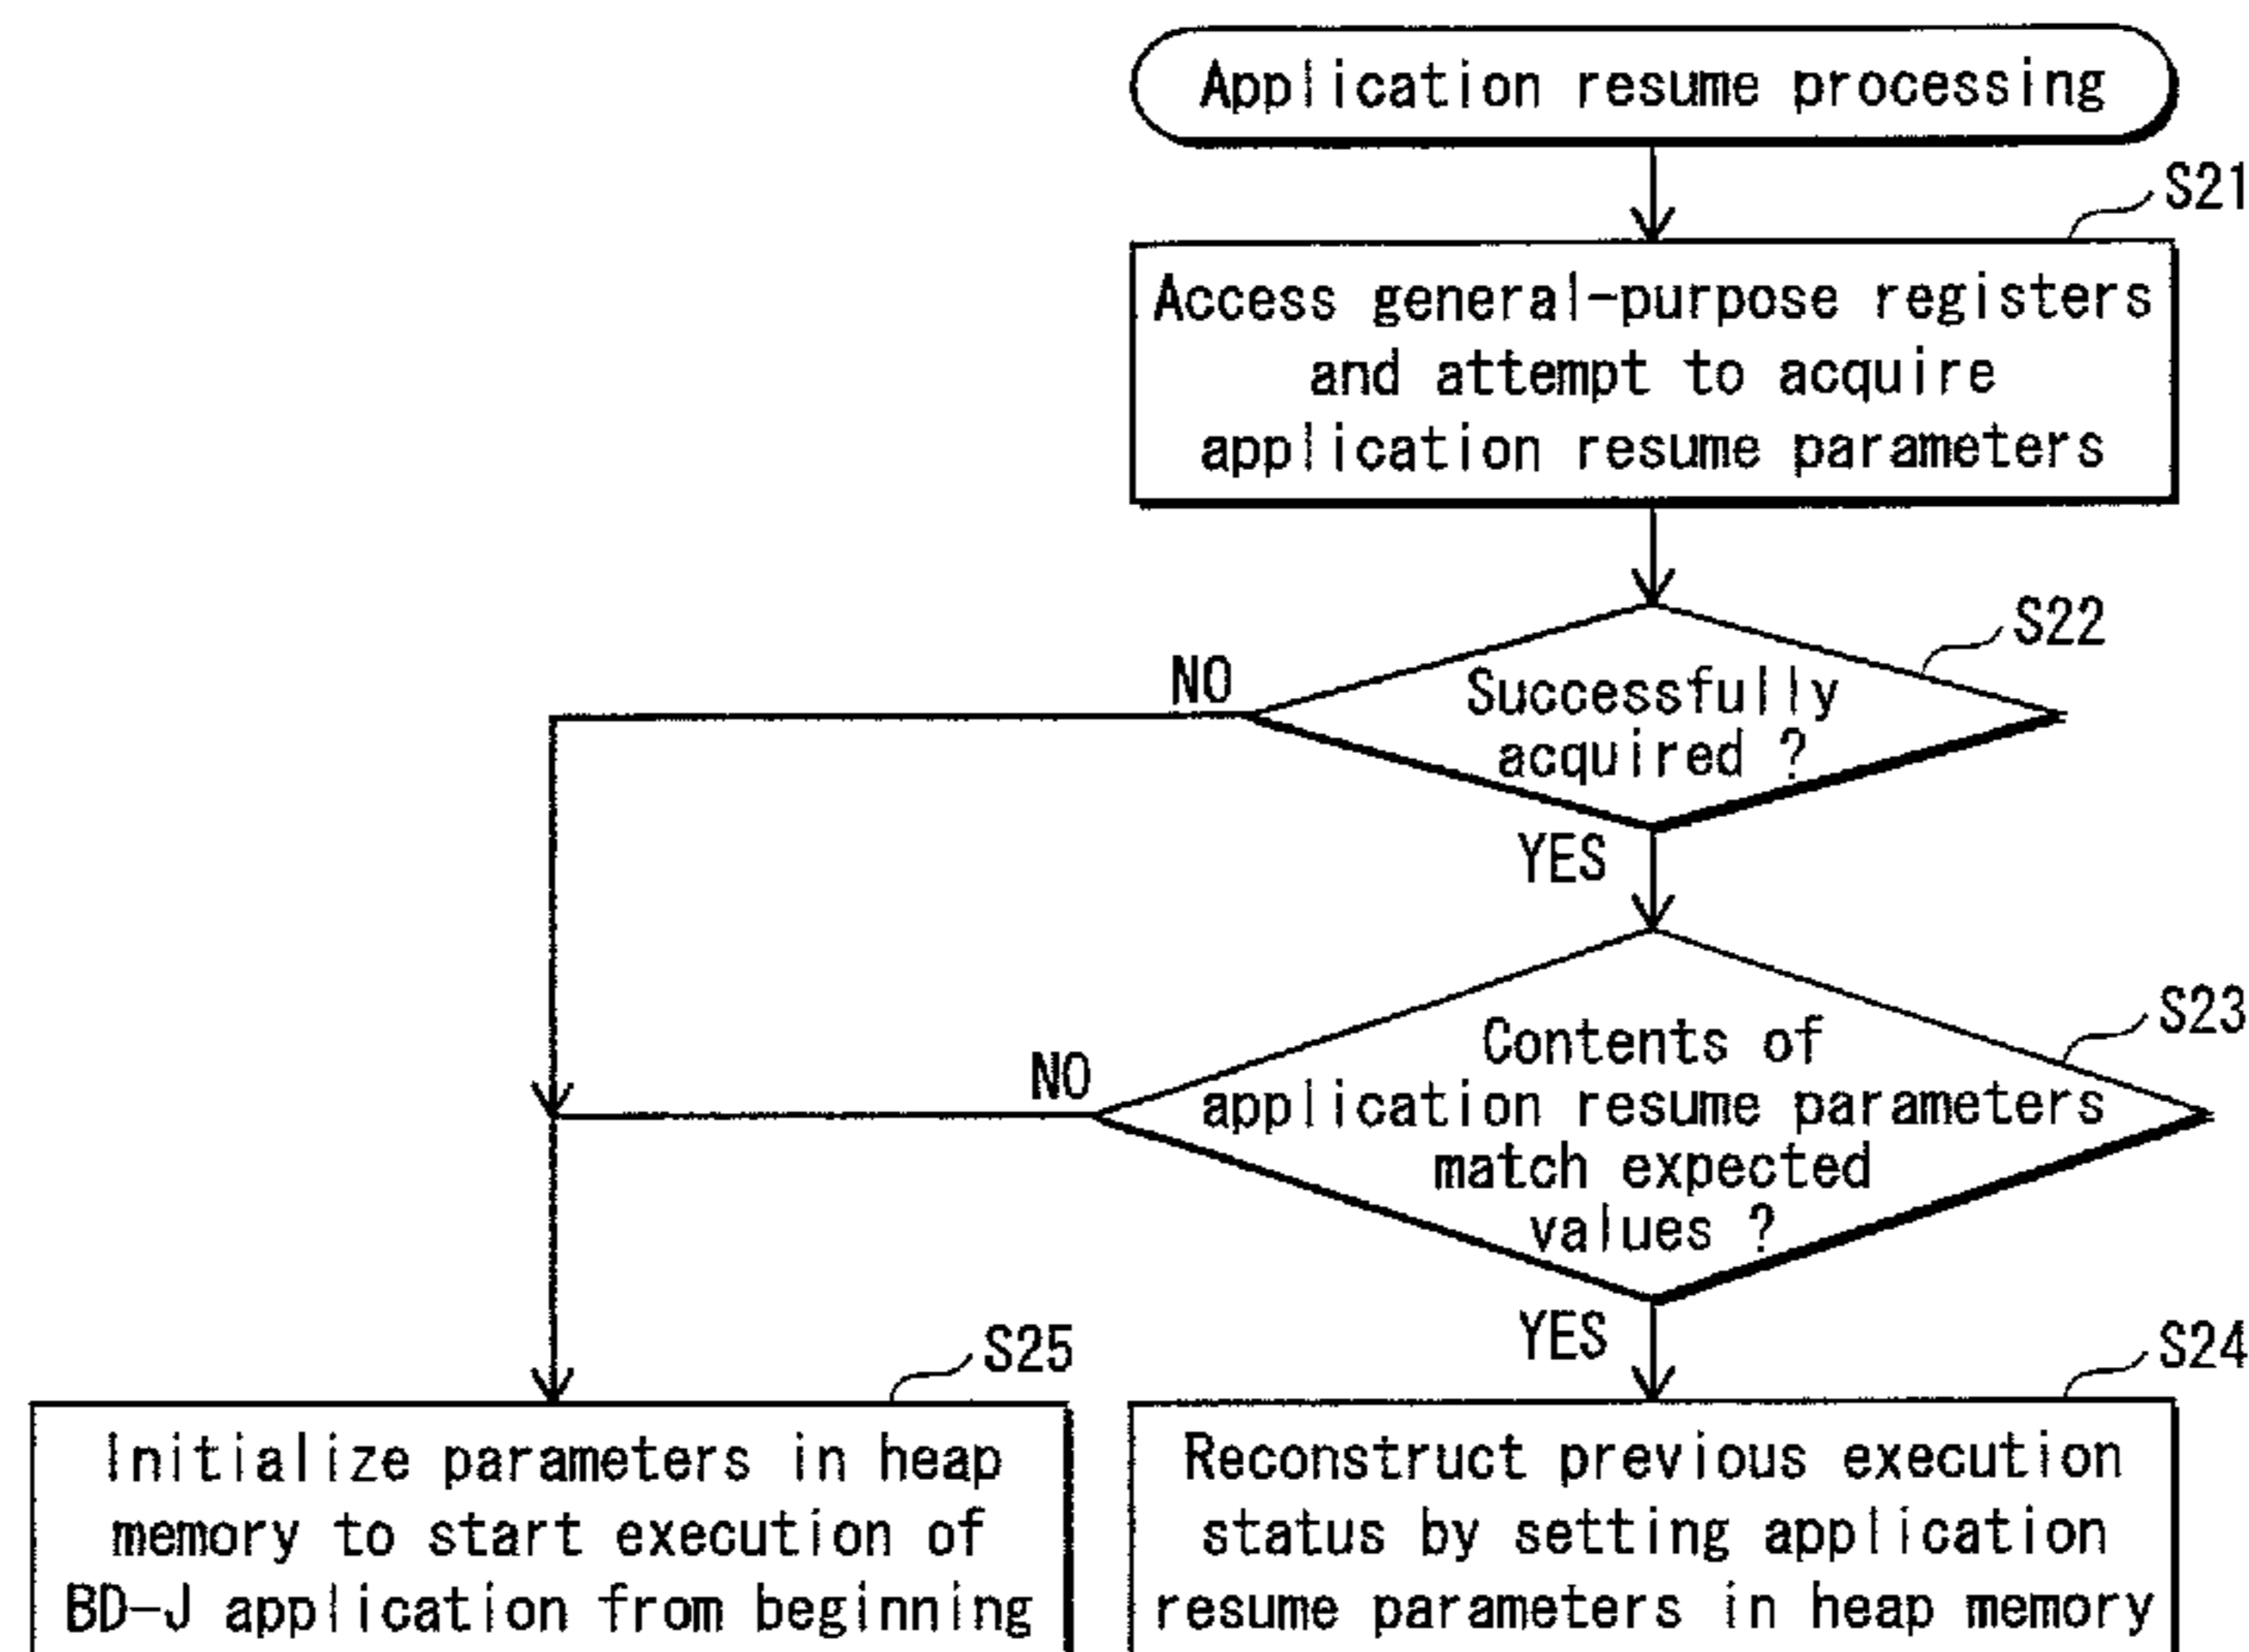 Application resume processing
S21
Access general-purpose registers
and attempt to acquire
application resume parameters
S22
NO
Successfully
acquired ?
YES
S23
NO
Contents of
application resume parameters
match expected
values ?
YES
S25
S24
Initialize parameters in heap
memory to start execution of
BD-J application from beginning
Reconstruct previous execution
status by setting application
resume parameters in heap memory